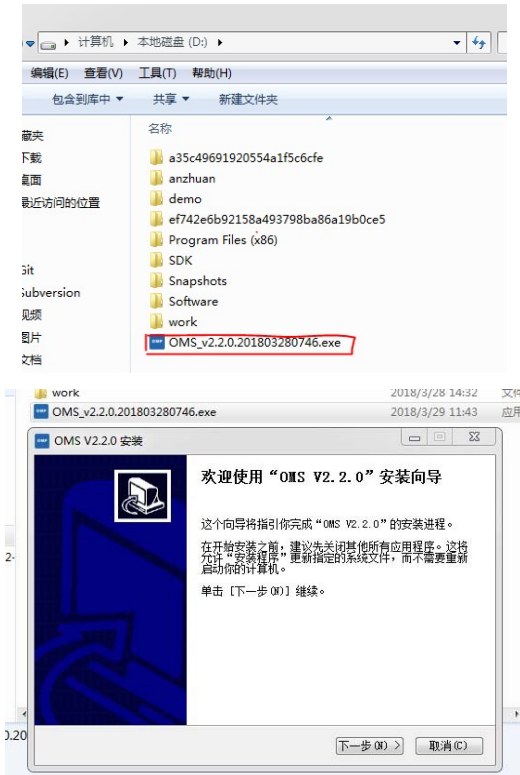 计算机 本地磁盘 (D:)
编辑(E) 查看(V) 工具(T) 帮助(H)
包含到库中 共享 新建文件夹
名称
藏夹
下载
桌面
最近访问的位置
Git
Subversion
视频
图片
文档
a35c49691920554a1f5c6cfe
anzhuan
demo
ef742e6b92158a493798ba86a19b0ce5
Program Files (x86)
SDK
Snapshots
Software
work
OMS_v2.2.0.201803280746.exe
work 2018/3/28 14:32 文件
OMS_v2.2.0.201803280746.exe 2018/3/29 11:43 应用
OMS V2.2.0 安装
欢迎使用“OMS V2.2.0”安装向导
这个向导将指引你完成“OMS V2.2.0”的安装进程。
在开始安装之前，建议先关闭其他所有应用程序。这将
允许“安装程序”更新指定的系统文件，而不需要重新
启动你的计算机。
单击 [下一步(N)] 继续。
2-
0.20
下一步(N) > 取消(C)